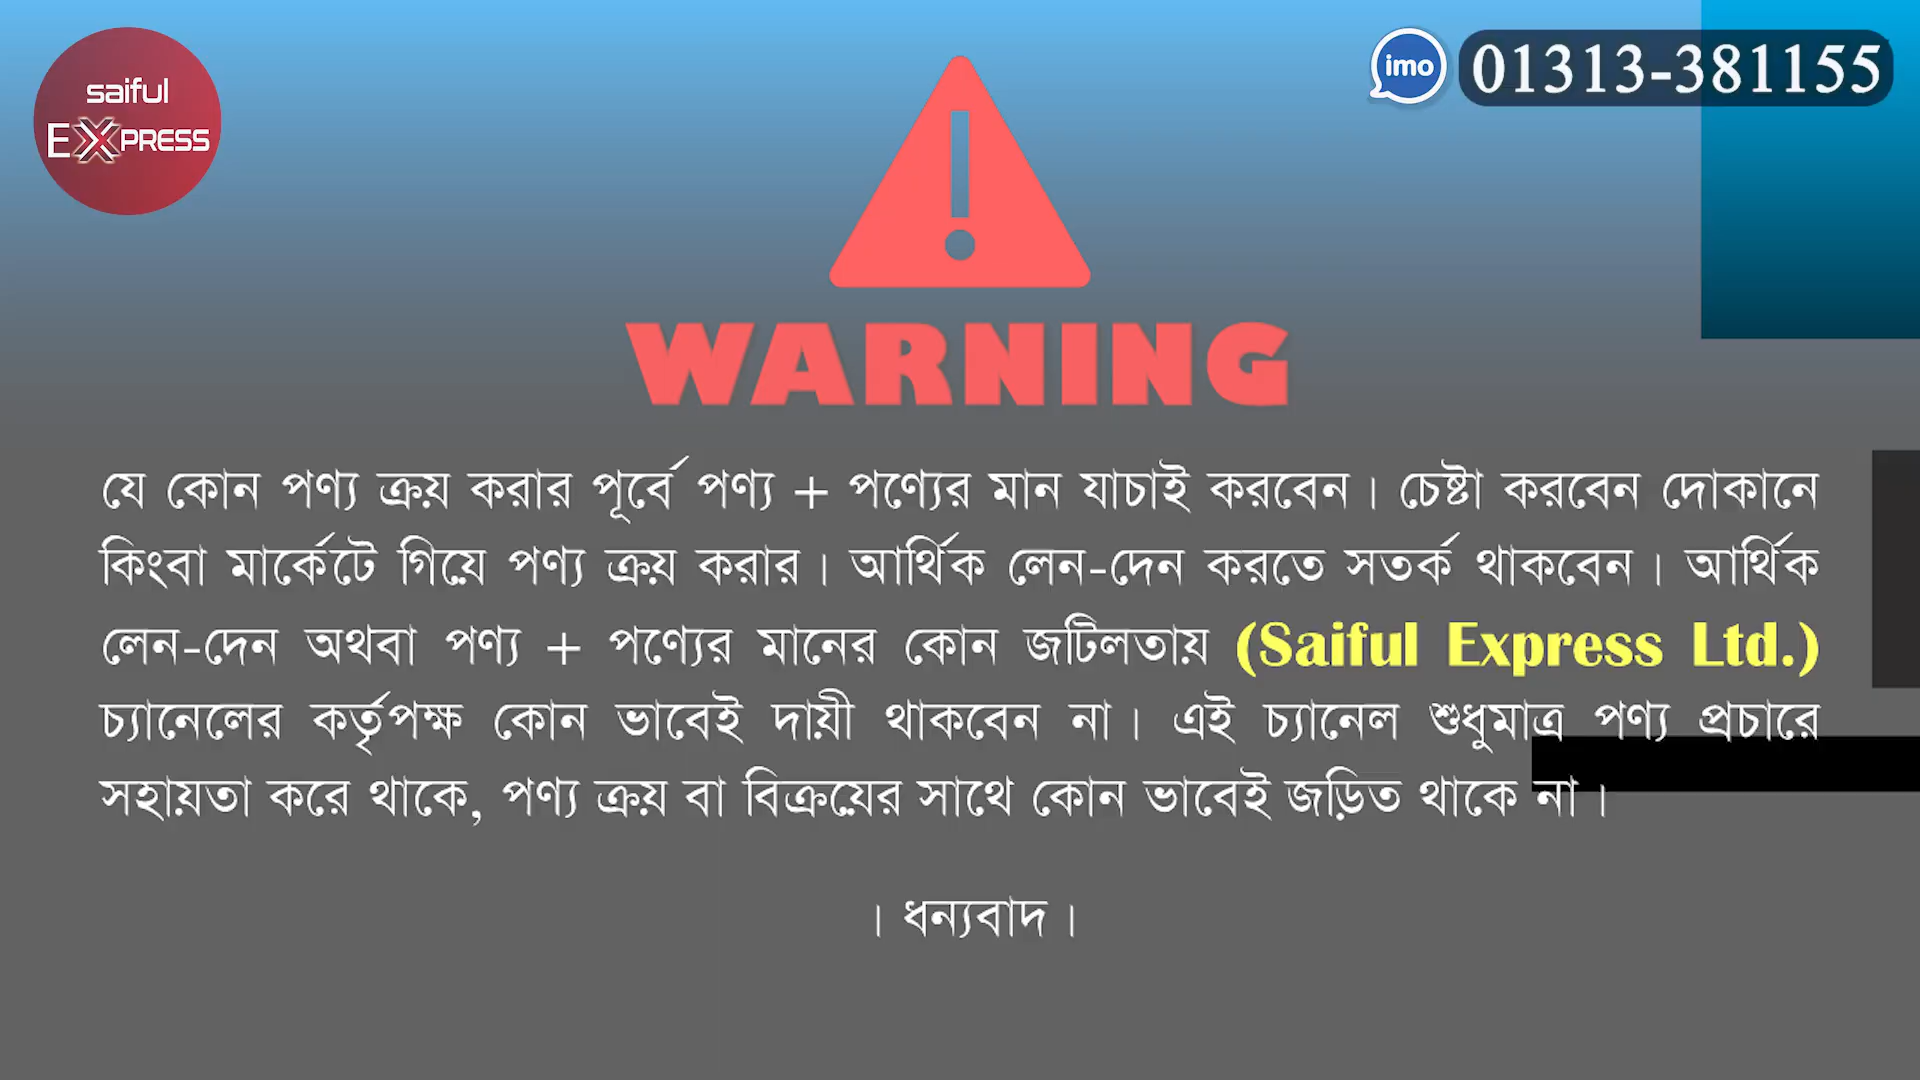 saiful
EXPRESS
imo 01313-381155
WARNING
যে কোন পণ্য ক্রয় করার পূর্বে পণ্য + পণ্যের মান যাচাই করবেন। চেষ্টা করবেন দোকানে
কিংবা মার্কেটে গিয়ে পণ্য ক্রয় করার। আর্থিক লেন-দেন করতে সতর্ক থাকবেন। আর্থিক
লেন-দেন অথবা পণ্য + পণ্যের মানের কোন জটিলতায় (Saiful Express Ltd.)
চ্যানেলের কর্তৃপক্ষ কোন ভাবেই দায়ী থাকবেন না। এই চ্যানেল শুধুমাত্র পণ্য প্রচারে
সহায়তা করে থাকে, পণ্য ক্রয় বা বিক্রয়ের সাথে কোন ভাবেই জড়িত থাকে না।
। ধন্যবাদ।